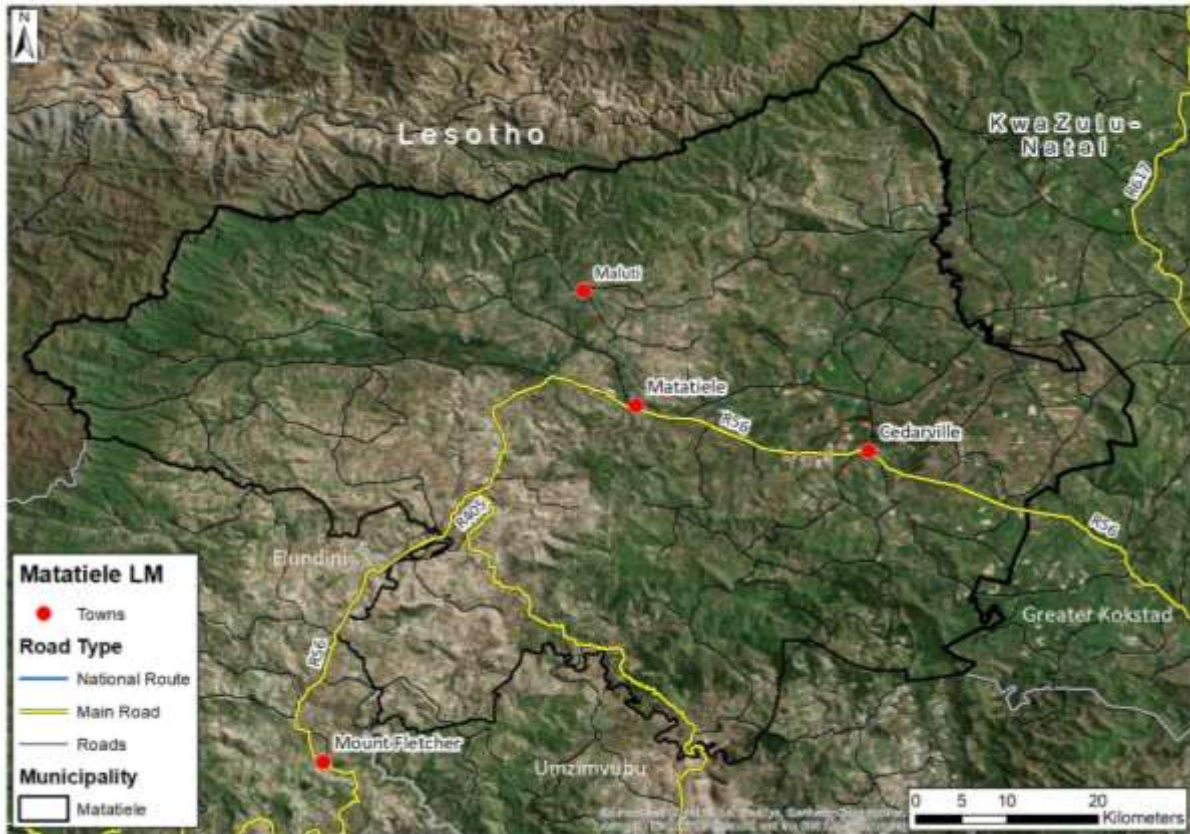 N
Lesotho
KwaZulu-
Natal
R617
Maluti
Matatiele
R56
Cedarville
R405
R56
Elundini
Greater Kokstad
R56
Mount Fletcher
Umzimvubu
Matatiele LM
Towns
Road Type
National Route
Main Road
Roads
Municipality
Matatiele
0 5 10 20
Kilometers